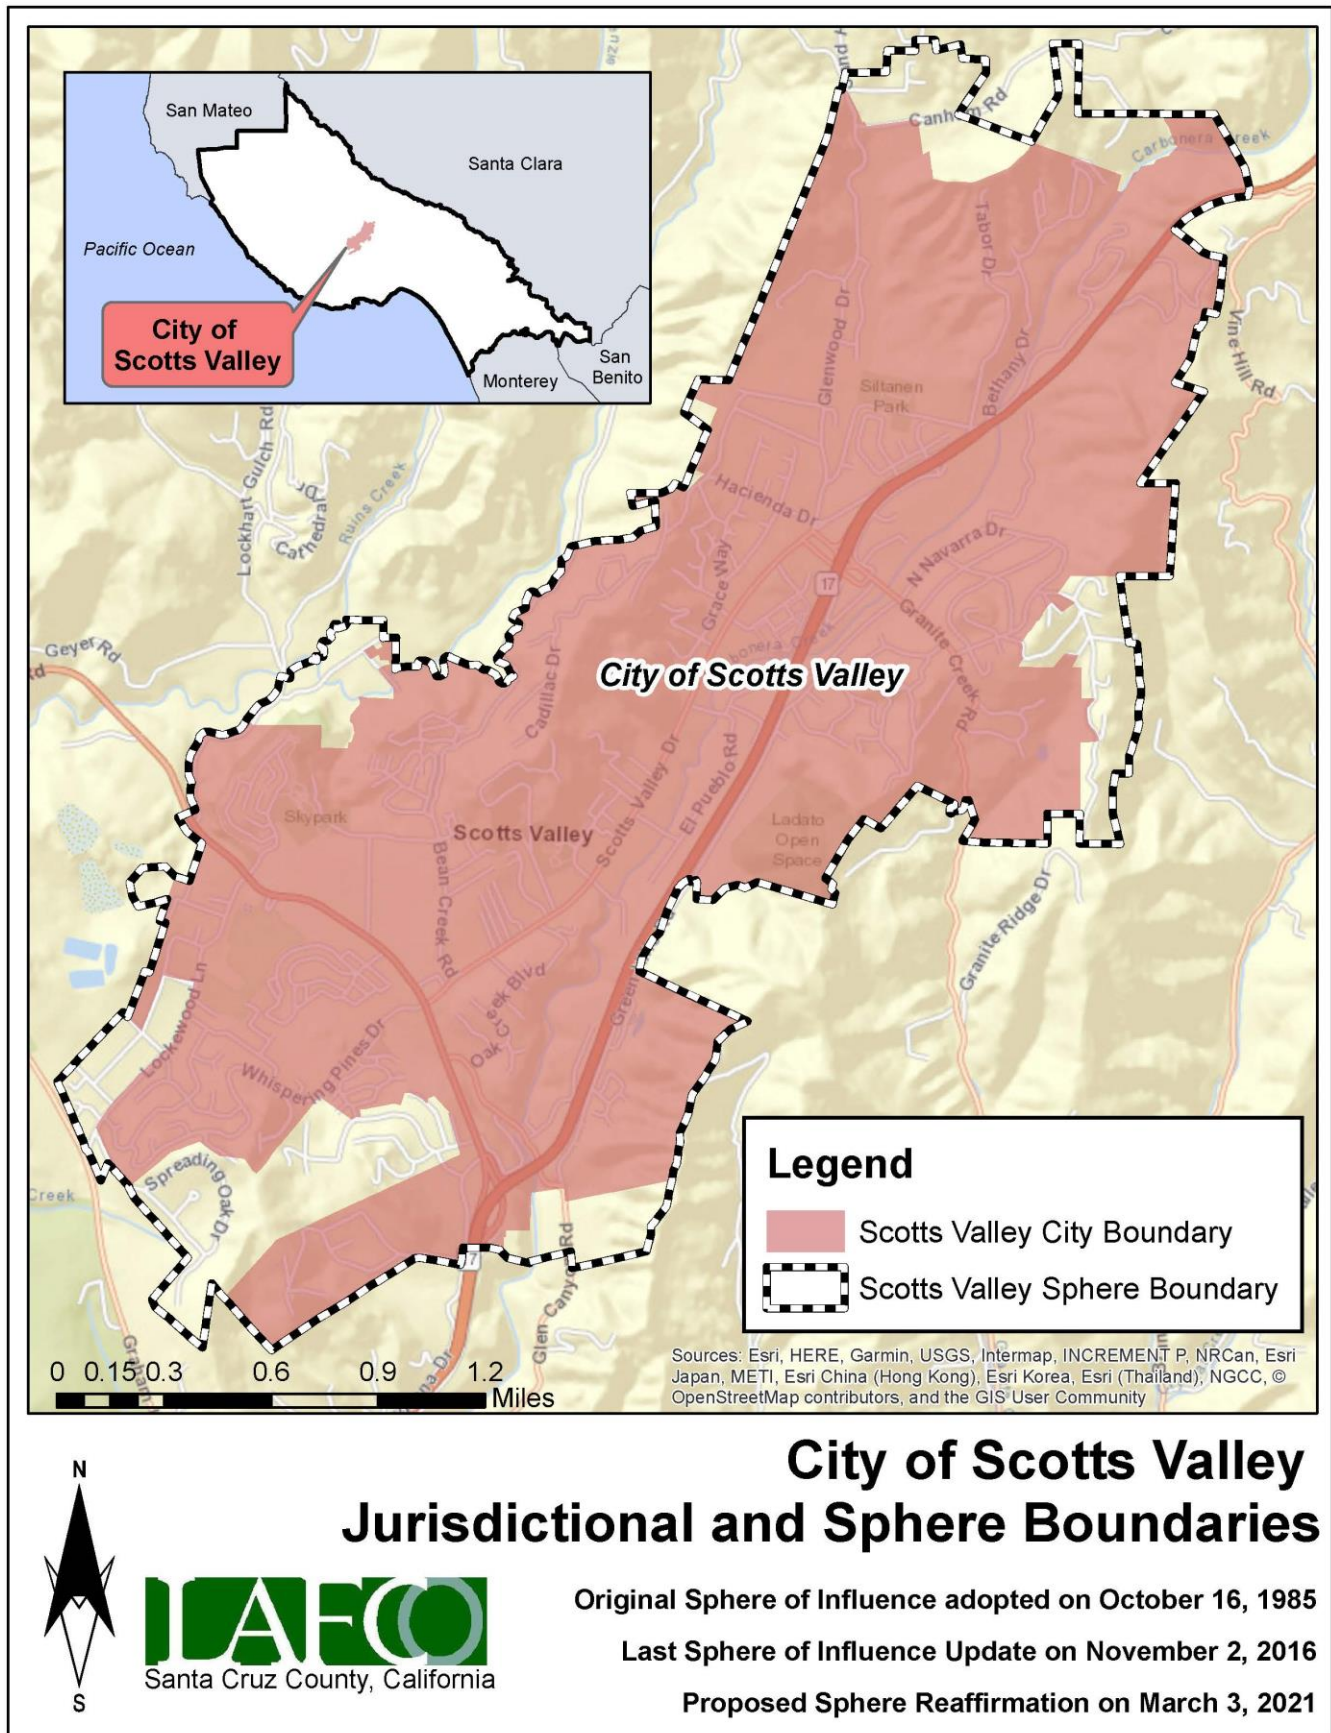 Canham Rd
Carbonera Creek
San Mateo
Santa Clara
Pacific Ocean
City of
Scotts Valley
San
Benito
Monterey
Tabor Dr
Glenwood Dr
Bethany Dr
Vine Hill Rd
Siltanen
Park
Lockhart Gulch Rd
Cathedral Dr
Ruins Creek
Hacienda Dr
Grace Way
N Navarra Dr
17
Granite Creek Rd
Geyer Rd
Rd
City of Scotts Valley
Cadillac Dr
Scotts Valley Dr
El Pueblo Rd
Skypark
Scotts Valley
Ladato
Open
Space
Bean Creek Rd
Granite Ridge Dr
Lockewood Ln
Oak Creek Blvd
Green
Whispering Pines Dr
Spreading Oak Dr
Creek
Glen Canyon Rd
Graham
Legend
Scotts Valley City Boundary
Scotts Valley Sphere Boundary
0 0.15 0.3 0.6 0.9 1.2
Miles
Sources: Esri, HERE, Garmin, USGS, Intermap, INCREMENT P, NRCan, Esri
Japan, METI, Esri China (Hong Kong), Esri Korea, Esri (Thailand), NGCC, ©
OpenStreetMap contributors, and the GIS User Community
City of Scotts Valley
Jurisdictional and Sphere Boundaries
N
S
LAFCO
Santa Cruz County, California
Original Sphere of Influence adopted on October 16, 1985
Last Sphere of Influence Update on November 2, 2016
Proposed Sphere Reaffirmation on March 3, 2021